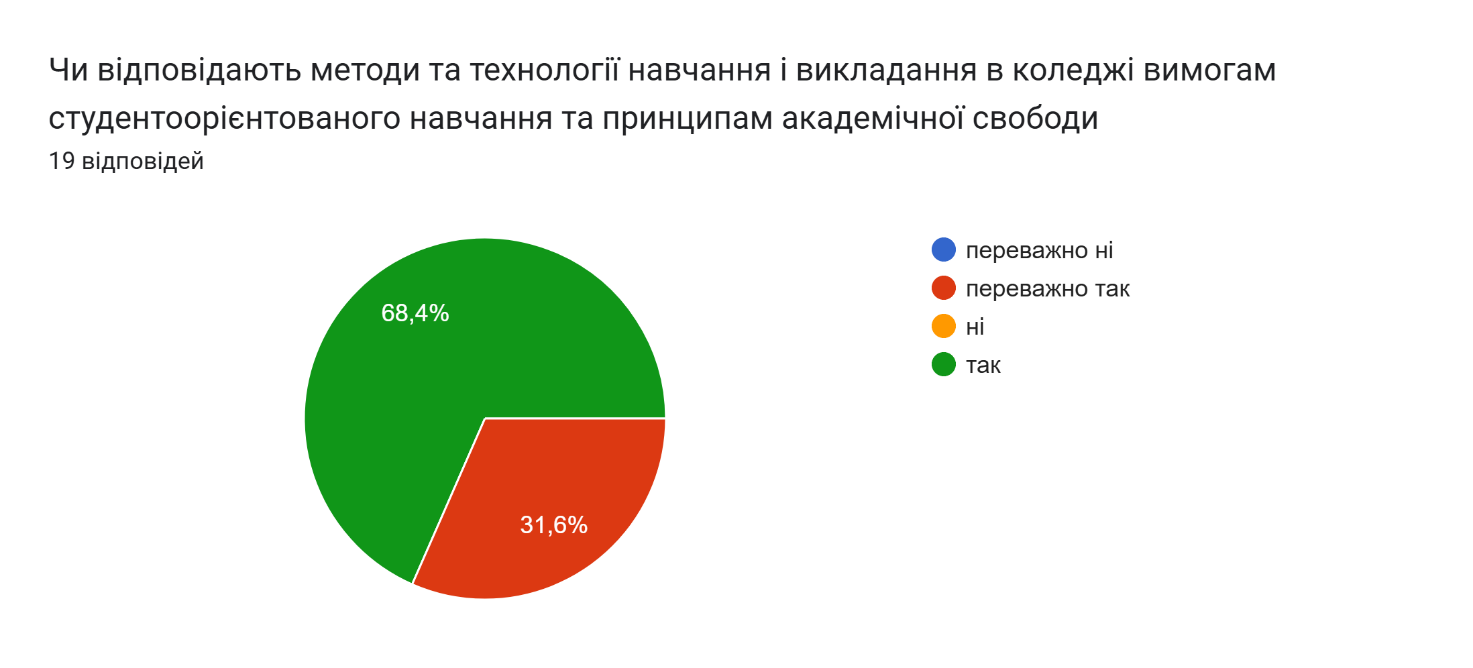 Чи відповідають методи та технології навчання і викладання в коледжі вимогам
студентоорієнтованого навчання та принципам академічної свободи
19 відповідей
68,4%
31,6%
переважно ні
переважно так
ні
так